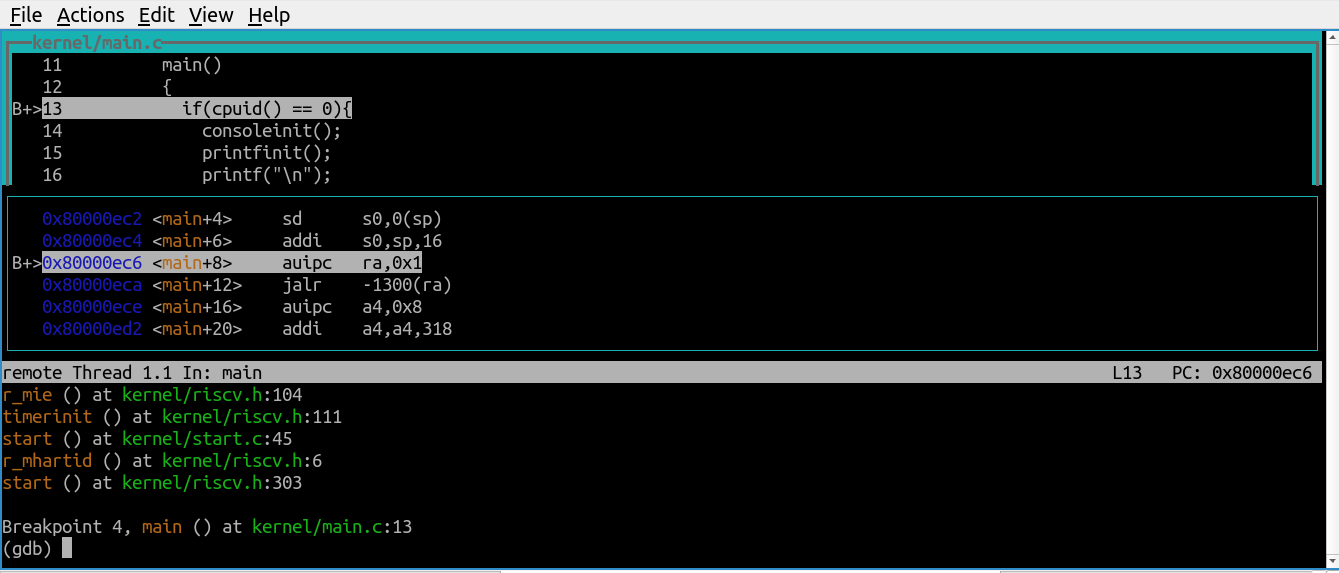 File Actions Edit View Help
kernel/main.c
11 main()
12 {
B+>13 if(cpuid() == 0){
14 consoleinit();
15 printfinit();
16 printf("\n");
0x80000ec2 <main+4> sd s0,0(sp)
0x80000ec4 <main+6> addi s0,sp,16
B+>0x80000ec6 <main+8> auipc ra,0x1
0x80000eca <main+12> jalr -1300(ra)
0x80000ece <main+16> auipc a4,0x8
0x80000ed2 <main+20> addi a4,a4,318
remote Thread 1.1 In: main L13 PC: 0x80000ec6
r_mie () at kernel/riscv.h:104
timerinit () at kernel/riscv.h:111
start () at kernel/start.c:45
r_mhartid () at kernel/riscv.h:6
start () at kernel/riscv.h:303
Breakpoint 4, main () at kernel/main.c:13
(gdb)